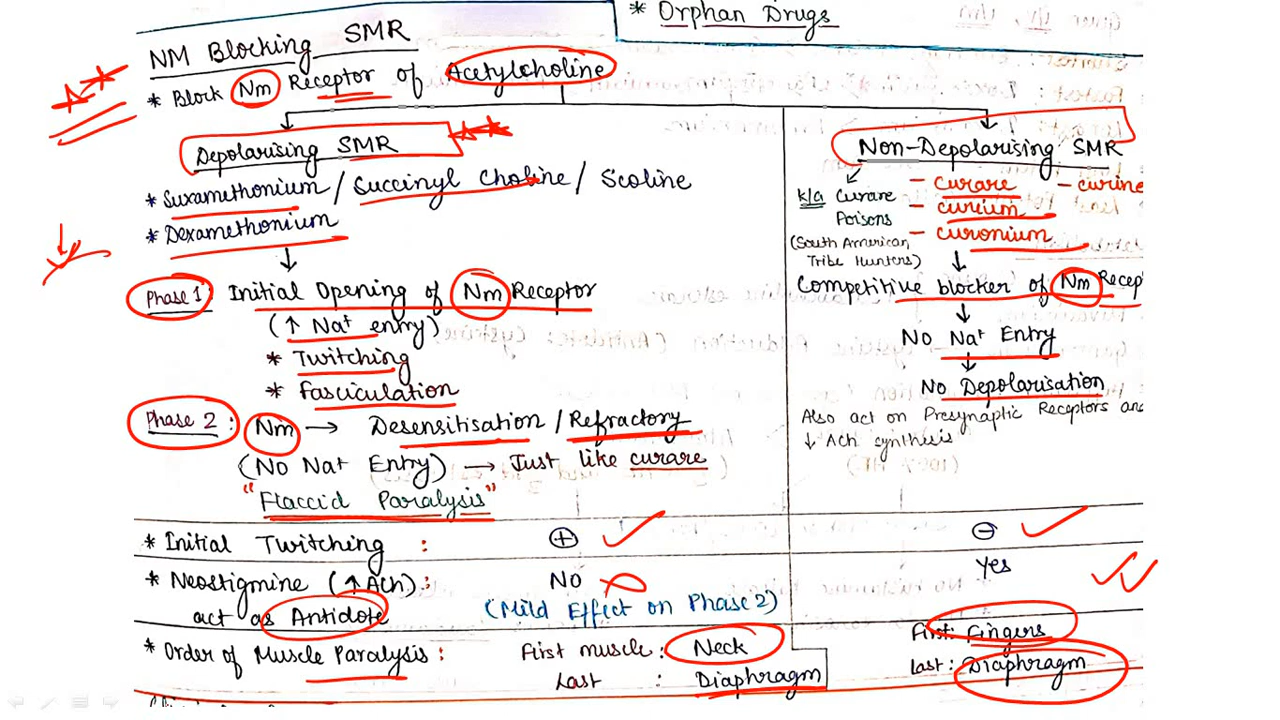 * Orphan Drugs
NM Blocking SMR
* Block Nm Receptor of Acetylcholine
Depolarising SMR
* Suxamethonium / Succinyl Choline / Scoline
* Dexamethonium
Phase 1 : Initial Opening of Nm Receptor
(↑ Na+ entry)
* Twitching
* Fasciculation
Phase 2 : Nm → Desensitisation / Refractory
(No Na+ Entry) → Just like curare
"Flaccid Paralysis"
Non-Depolarising SMR
k/a Curare
Poisons
(South American
Tribe Hunters)
- curare - curine
- curium
- curonium
Competitive blocker of Nm Recep
No Na+ Entry
No Depolarisation
Also act on Presynaptic Receptors and
↓ Ach synthesis
* Initial Twitching : + -
* Neostigmine (↑ Ach) : No Yes
act as Antidote (Mild Effect on Phase 2)
* Order of Muscle Paralysis : First muscle : Neck First: Fingers
Last : Diaphragm Last : Diaphragm